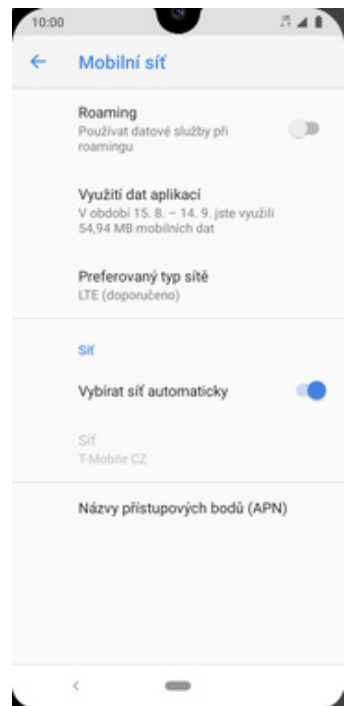 10:00
Mobilní síť
Roaming
Používat datové služby při
roamingu
Využití dat aplikací
V období 15. 8. – 14. 9. jste využili
54,94 MB mobilních dat
Preferovaný typ sítě
LTE (doporučeno)
Síť
Vybírat síť automaticky
Síť
T-Mobile CZ
Názvy přístupových bodů (APN)